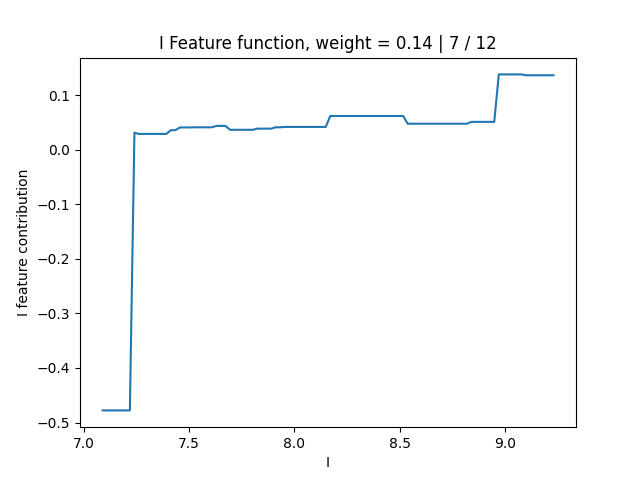 I Feature function, weight = 0.14 | 7 / 12
0.1
0.0
−0.1
−0.2
−0.3
−0.4
−0.5
I feature contribution
7.0 7.5 8.0 8.5 9.0
I